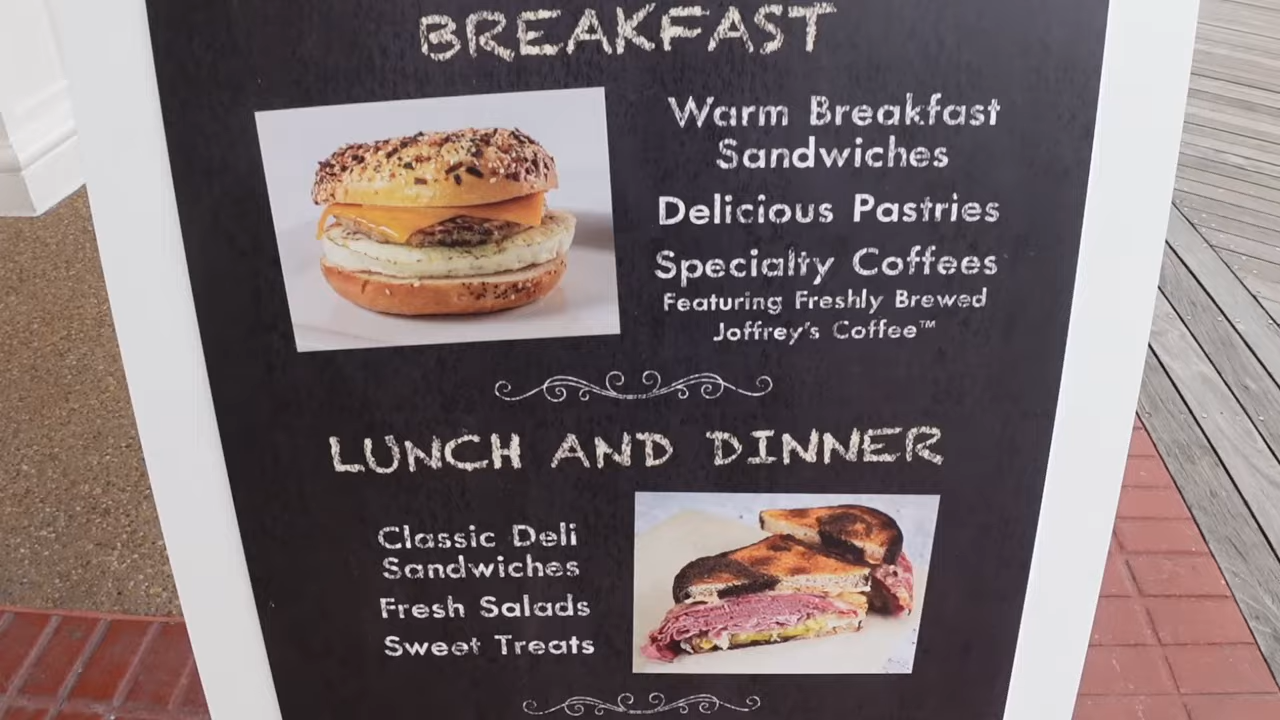 BREAKFAST
Warm Breakfast
Sandwiches
Delicious Pastries
Specialty Coffees
Featuring Freshly Brewed
Joffrey's Coffee™
LUNCH AND DINNER
Classic Deli
Sandwiches
Fresh Salads
Sweet Treats